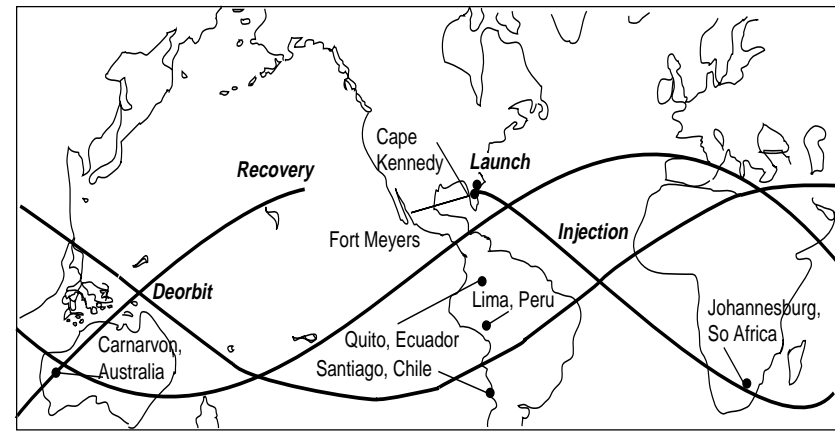 Cape
Kennedy
Launch
Recovery
Fort Meyers
Injection
Deorbit
Lima, Peru
Johannesburg,
So Africa
Carnarvon,
Australia
Quito, Ecuador
Santiago, Chile